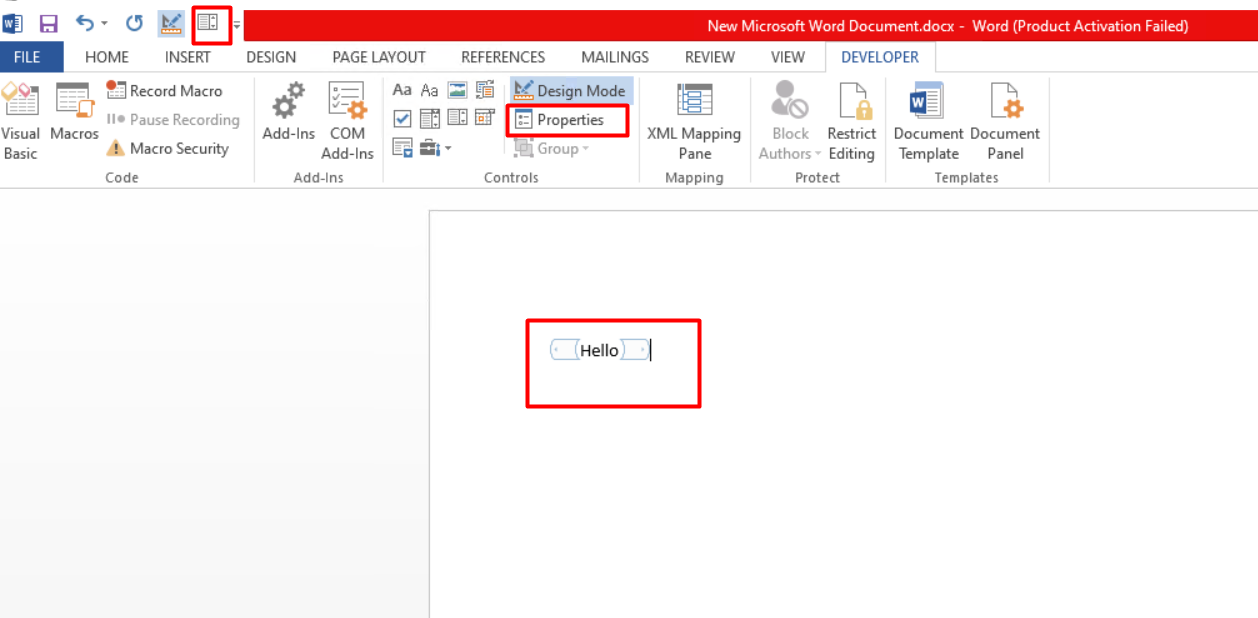 New Microsoft Word Document.docx - Word (Product Activation Failed)
FILE HOME INSERT DESIGN PAGE LAYOUT REFERENCES MAILINGS REVIEW VIEW DEVELOPER
Visual Basic
Macros
Record Macro
Pause Recording
Macro Security
Code
Add-Ins
COM Add-Ins
Add-Ins
Aa Aa
Design Mode
Properties
Group
Controls
XML Mapping Pane
Mapping
Block Authors
Restrict Editing
Protect
Document Template
Document Panel
Templates
Hello